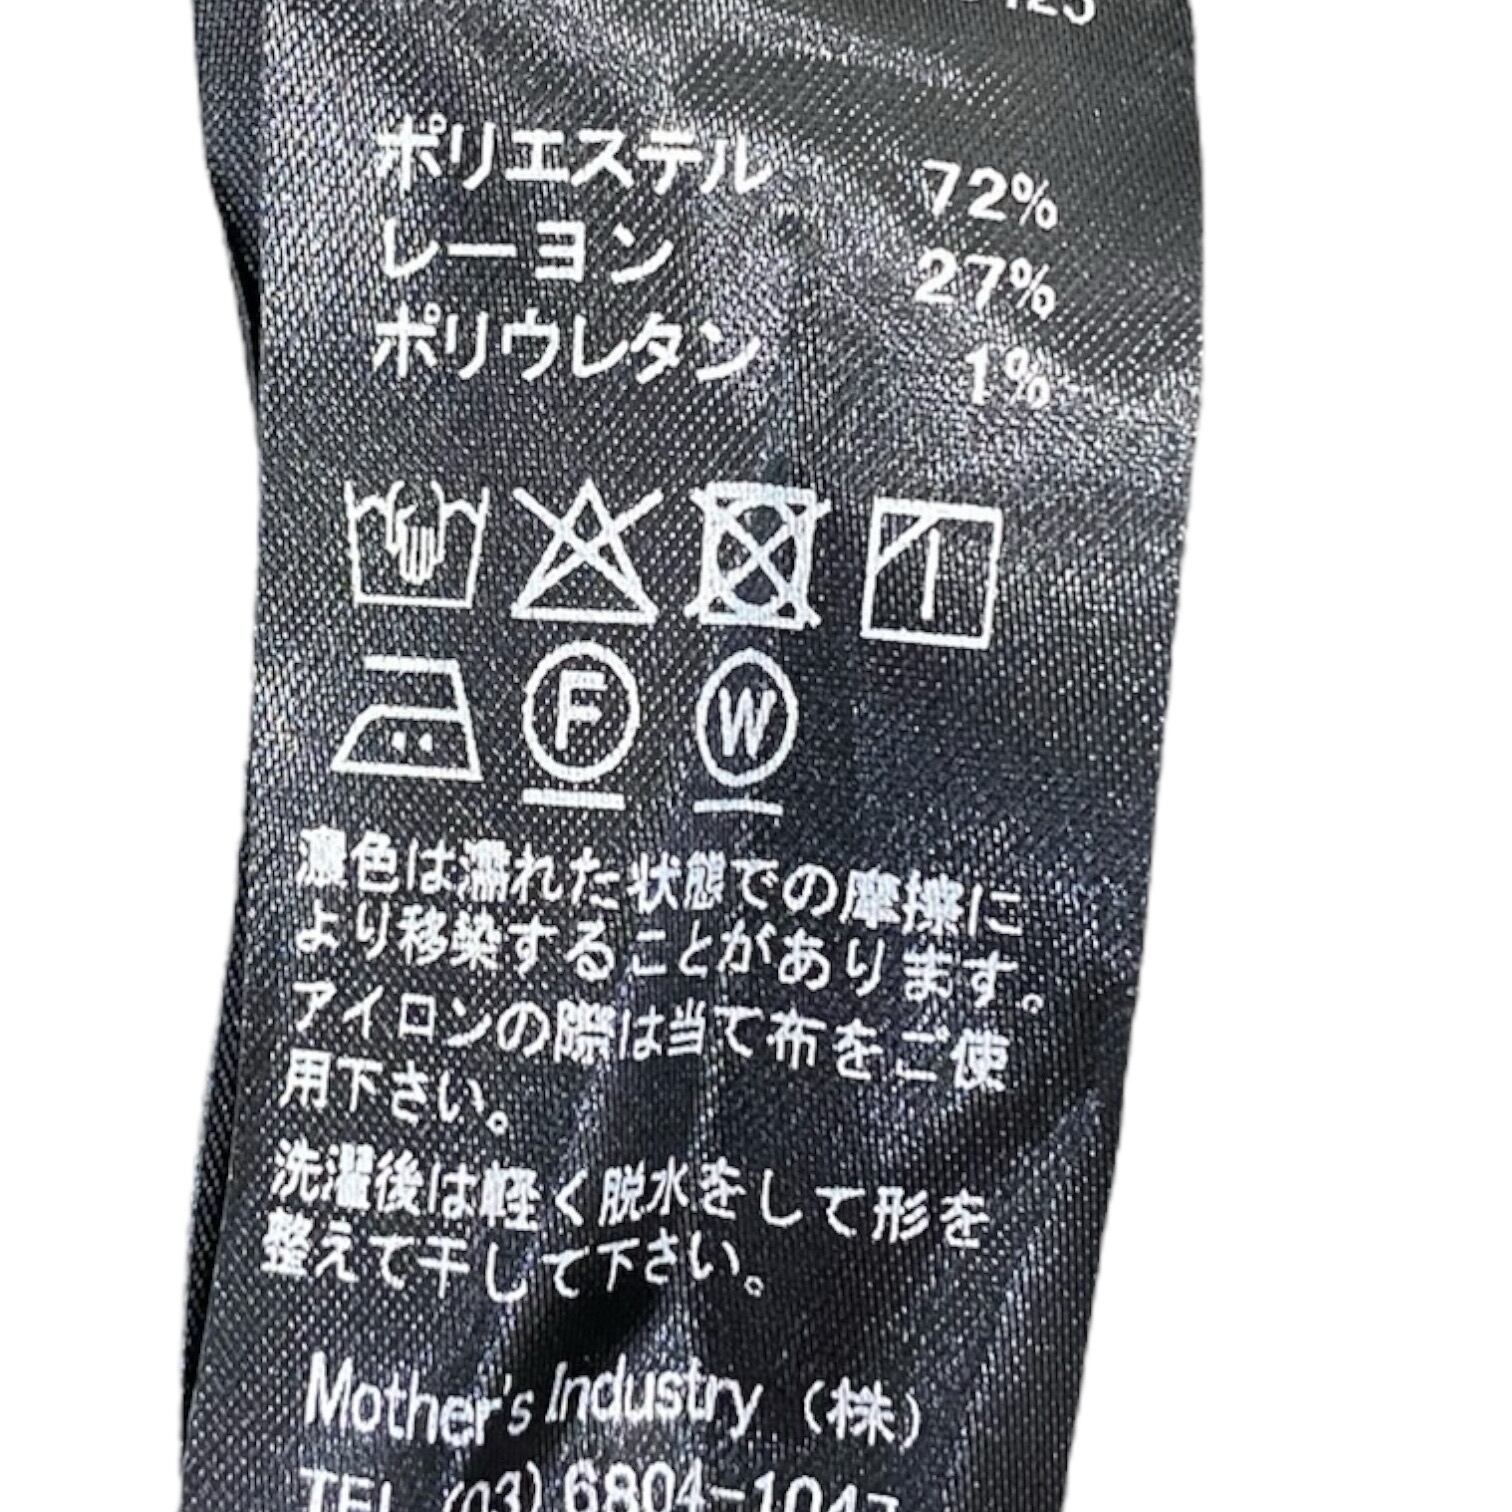 ポリエステル 72%
レーヨン 27%
ポリウレタン 1%
F W
濃色は濡れた状態での摩擦に
より移染することがあります。
アイロンの際は当て布をご使
用下さい。
洗濯後は軽く脱水をして形を
整えて干して下さい。
Mother's Industry (株)
TEL (03) 6804-1047